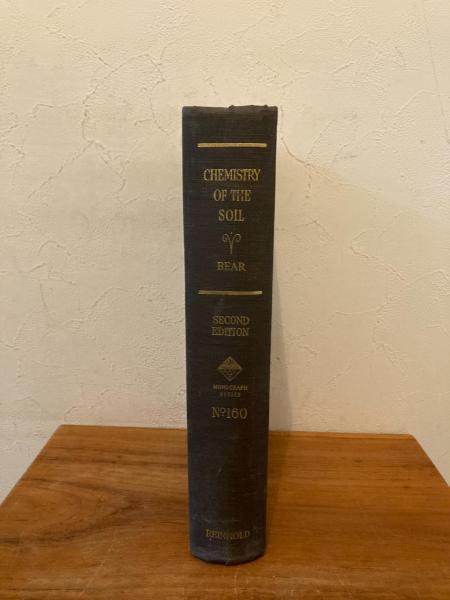 CHEMISTRY
OF THE
SOIL
BEAR
SECOND
EDITION
MONOGRAPH
SERIES
Nº160
REINHOLD